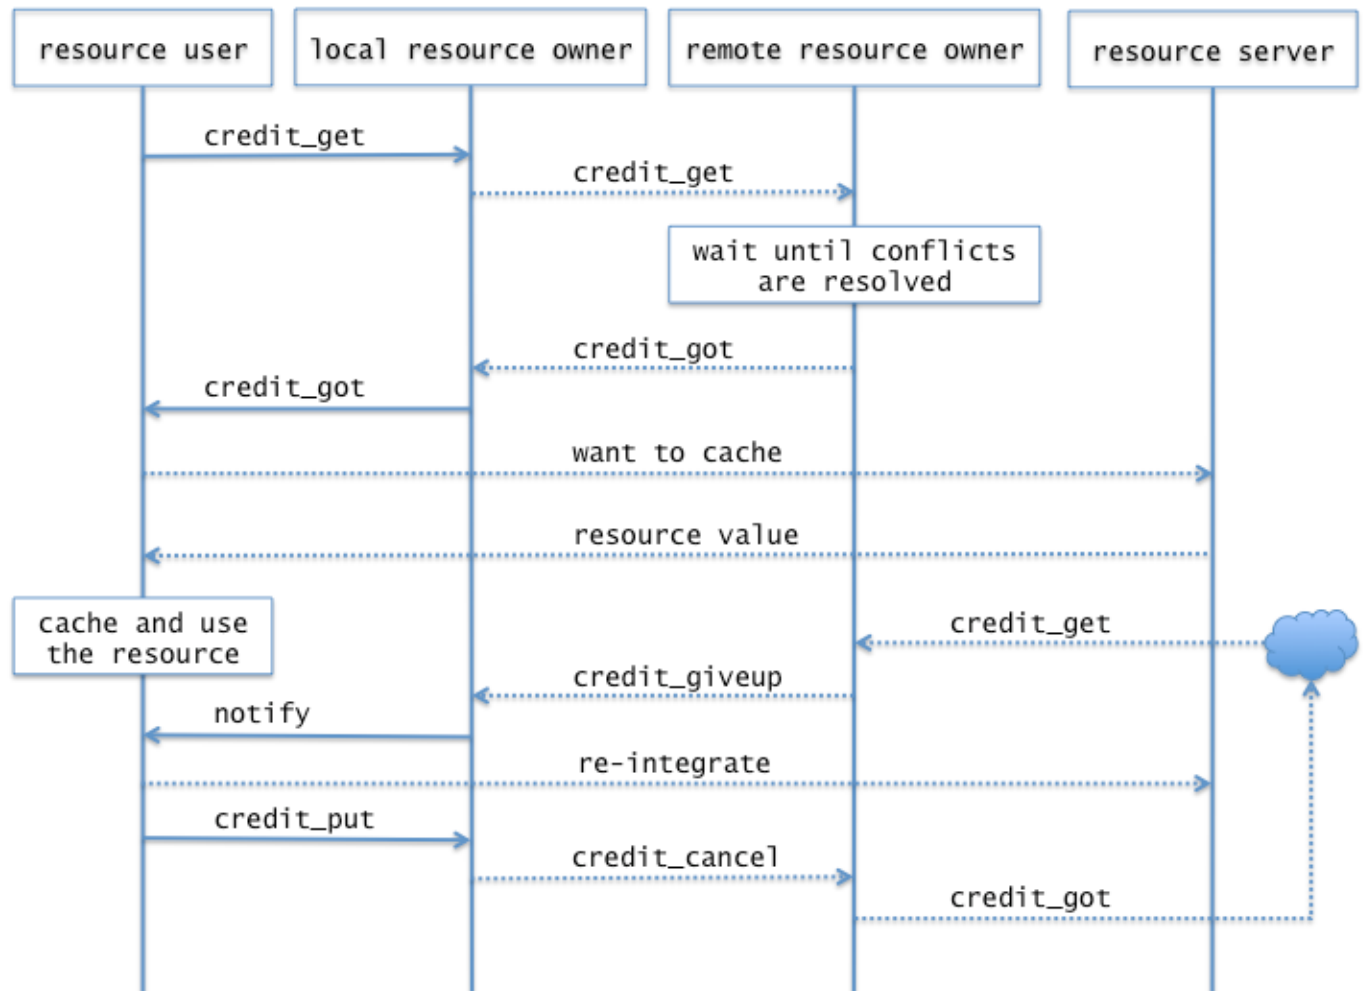 resource user
local resource owner
remote resource owner
resource server
credit_get
credit_get
wait until conflicts
are resolved
credit_got
credit_got
want to cache
resource value
cache and use
the resource
credit_get
credit_giveup
notify
re-integrate
credit_put
credit_cancel
credit_got